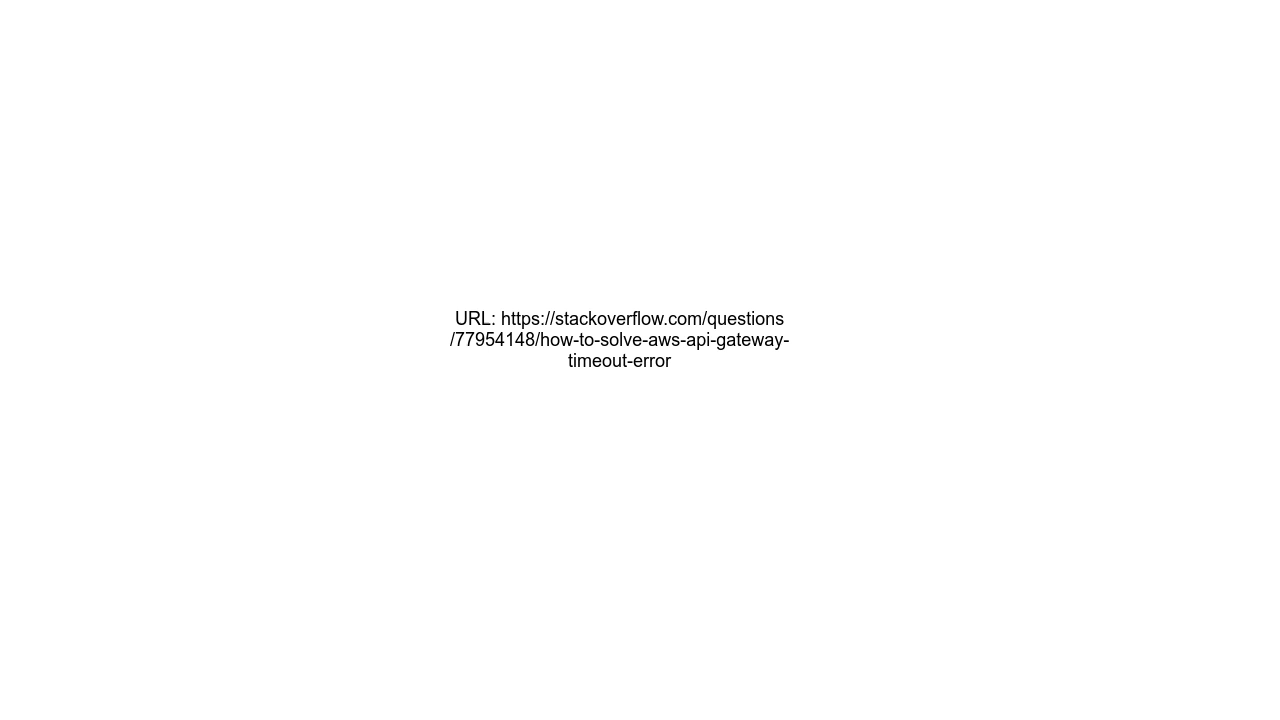 URL: https://stackoverflow.com/questions
/77954148/how-to-solve-aws-api-gateway-
timeout-error